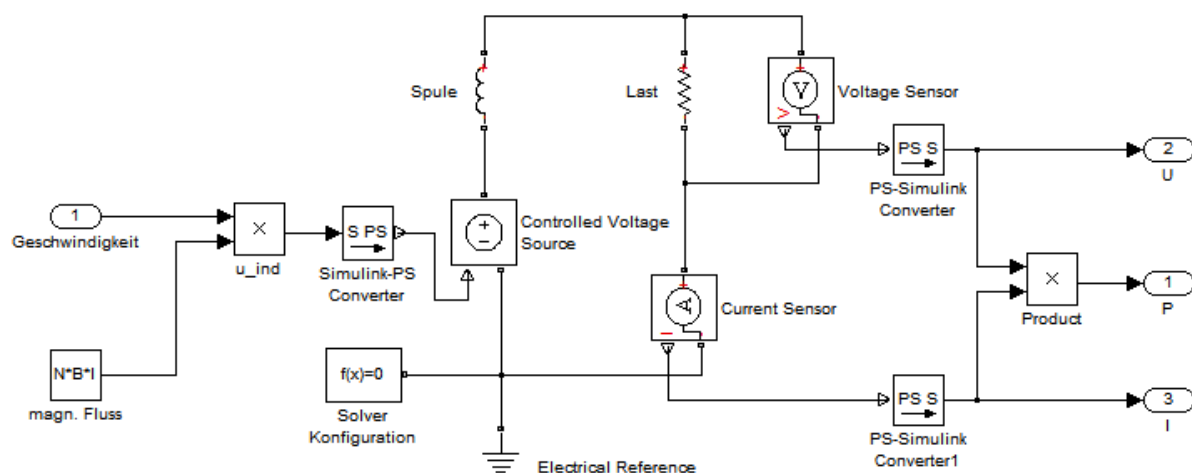 Spule
Last
Voltage Sensor
V
V
PS S
PS-Simulink
Converter
2
U
1
Geschwindigkeit
×
u_ind
S PS
Simulink-PS
Converter
+
−
Controlled Voltage
Source
N*B*l
magn. Fluss
f(x)=0
Solver
Konfiguration
Electrical Reference
A
I
Current Sensor
PS S
PS-Simulink
Converter1
×
Product
1
P
3
I